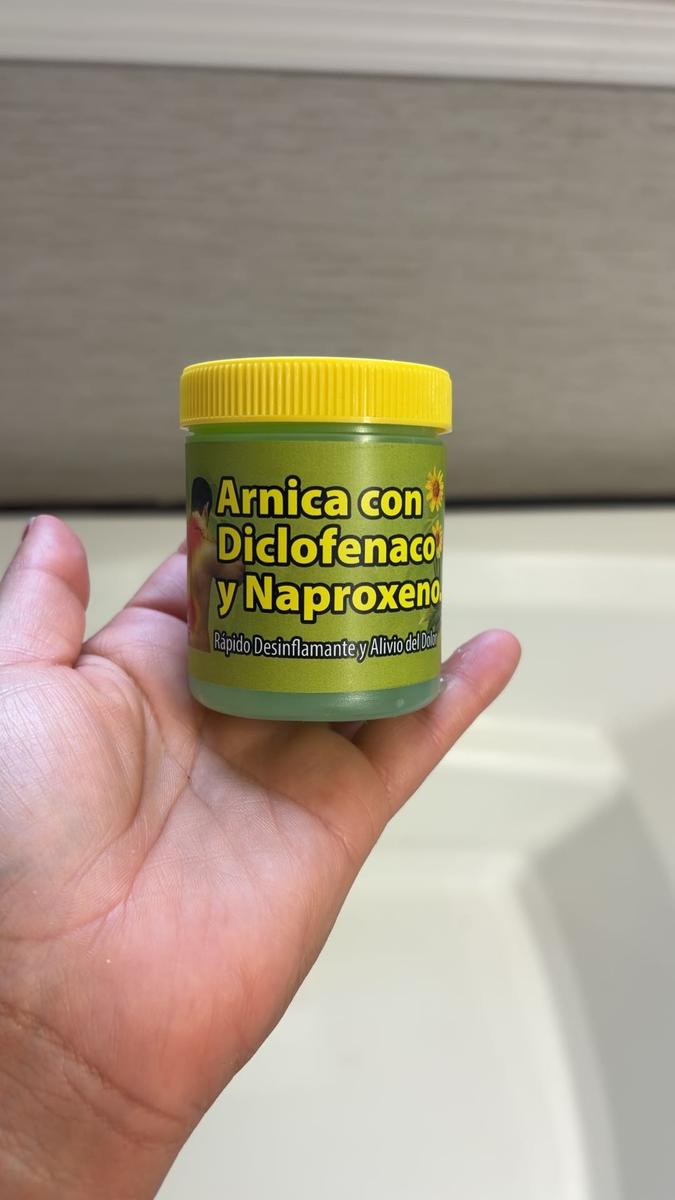 Arnica con
Diclofenaco
y Naproxeno.
Rápido Desinflamante y Alivio del Dolor